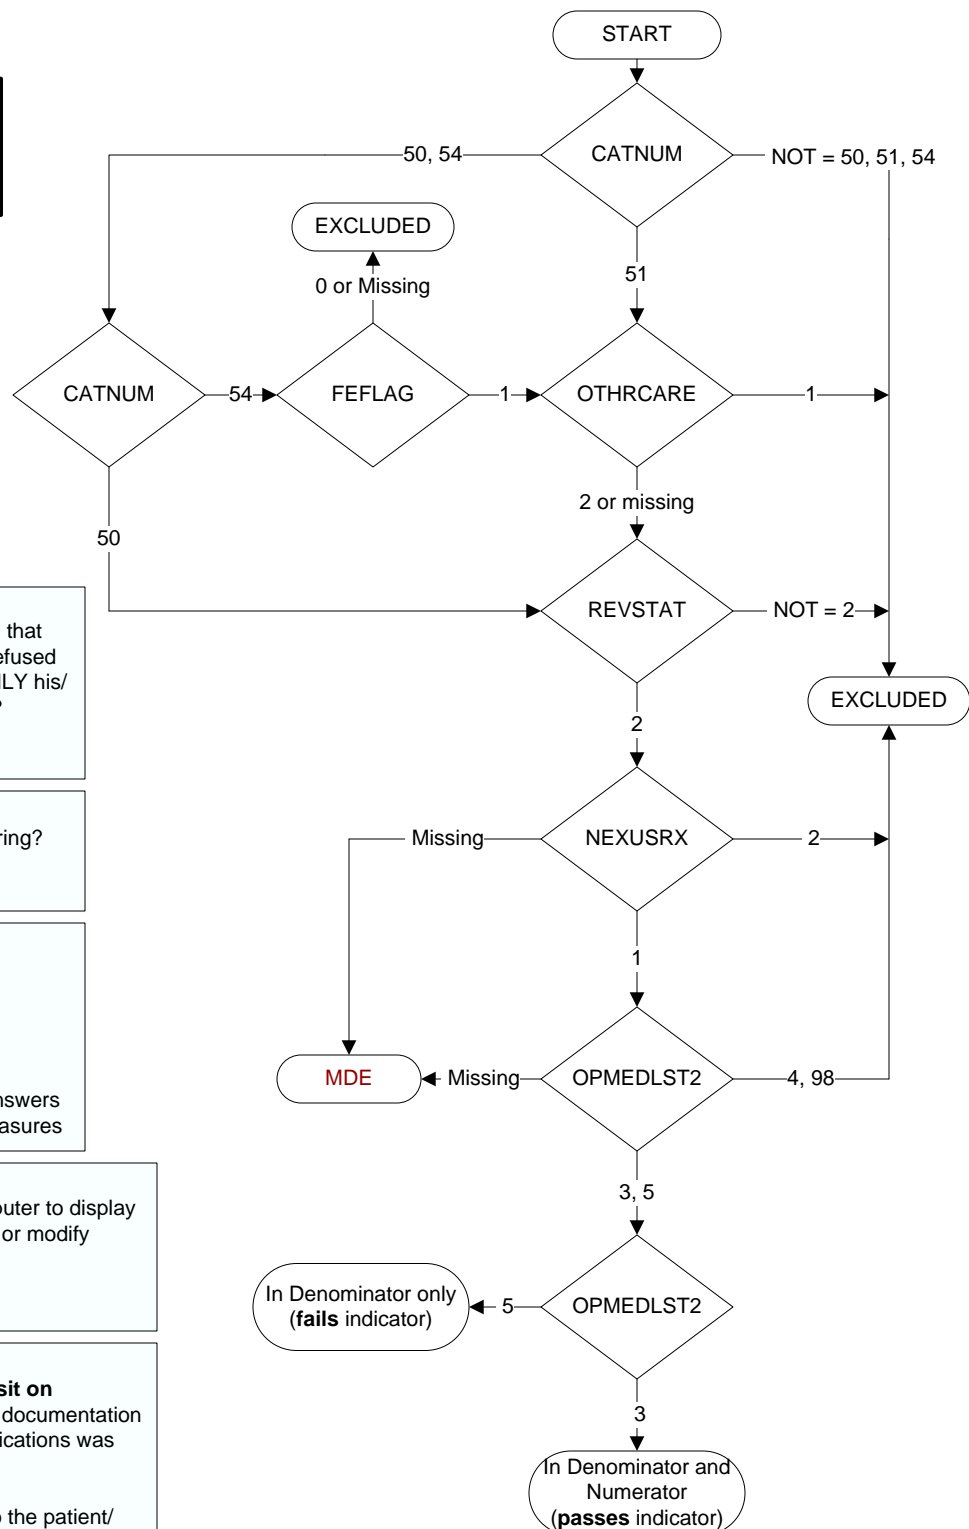 START
CATNUM
50, 54
NOT = 50, 51, 54
EXCLUDED
0 or Missing
51
CATNUM
54
FEFLAG
1
OTHRCARE
1
2 or missing
50
REVSTAT
NOT = 2
EXCLUDED
2
that
efused
ILY his/
?
NEXUSRX
Missing
2
ring?
1
nswers
asures
OPMEDLST2
Missing
MDE
4, 98
3, 5
outer to display
or modify
OPMEDLST2
5
In Denominator only
(fails indicator)
3
sit on
documentation
ications was
the patient/
In Denominator and
Numerator
(passes indicator)